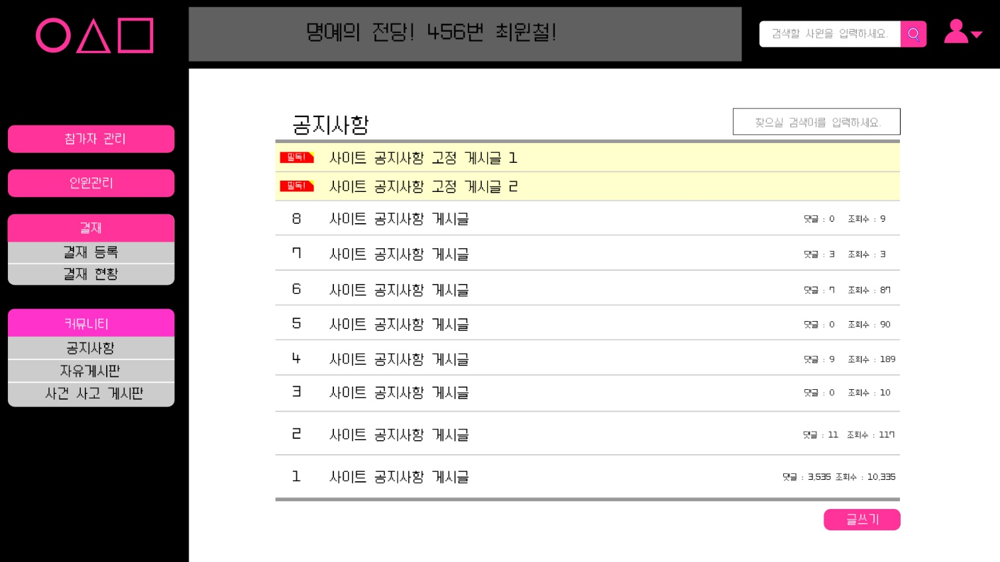 명예의 전당! 456번 최원철!
검색할 사원을 입력하세요.
참가자 관리
인원관리
결재
결재 등록
결재 현황
커뮤니티
공지사항
자유게시판
사건 사고 게시판
공지사항
찾으실 검색어를 입력하세요.
필독! 사이트 공지사항 고정 게시글 1
필독! 사이트 공지사항 고정 게시글 2
8 사이트 공지사항 게시글 댓글 : 0 조회수 : 9
7 사이트 공지사항 게시글 댓글 : 3 조회수 : 3
6 사이트 공지사항 게시글 댓글 : 7 조회수 : 87
5 사이트 공지사항 게시글 댓글 : 0 조회수 : 90
4 사이트 공지사항 게시글 댓글 : 9 조회수 : 189
3 사이트 공지사항 게시글 댓글 : 0 조회수 : 10
2 사이트 공지사항 게시글 댓글 : 11 조회수 : 117
1 사이트 공지사항 게시글 댓글 : 3,535 조회수 : 10,335
글쓰기